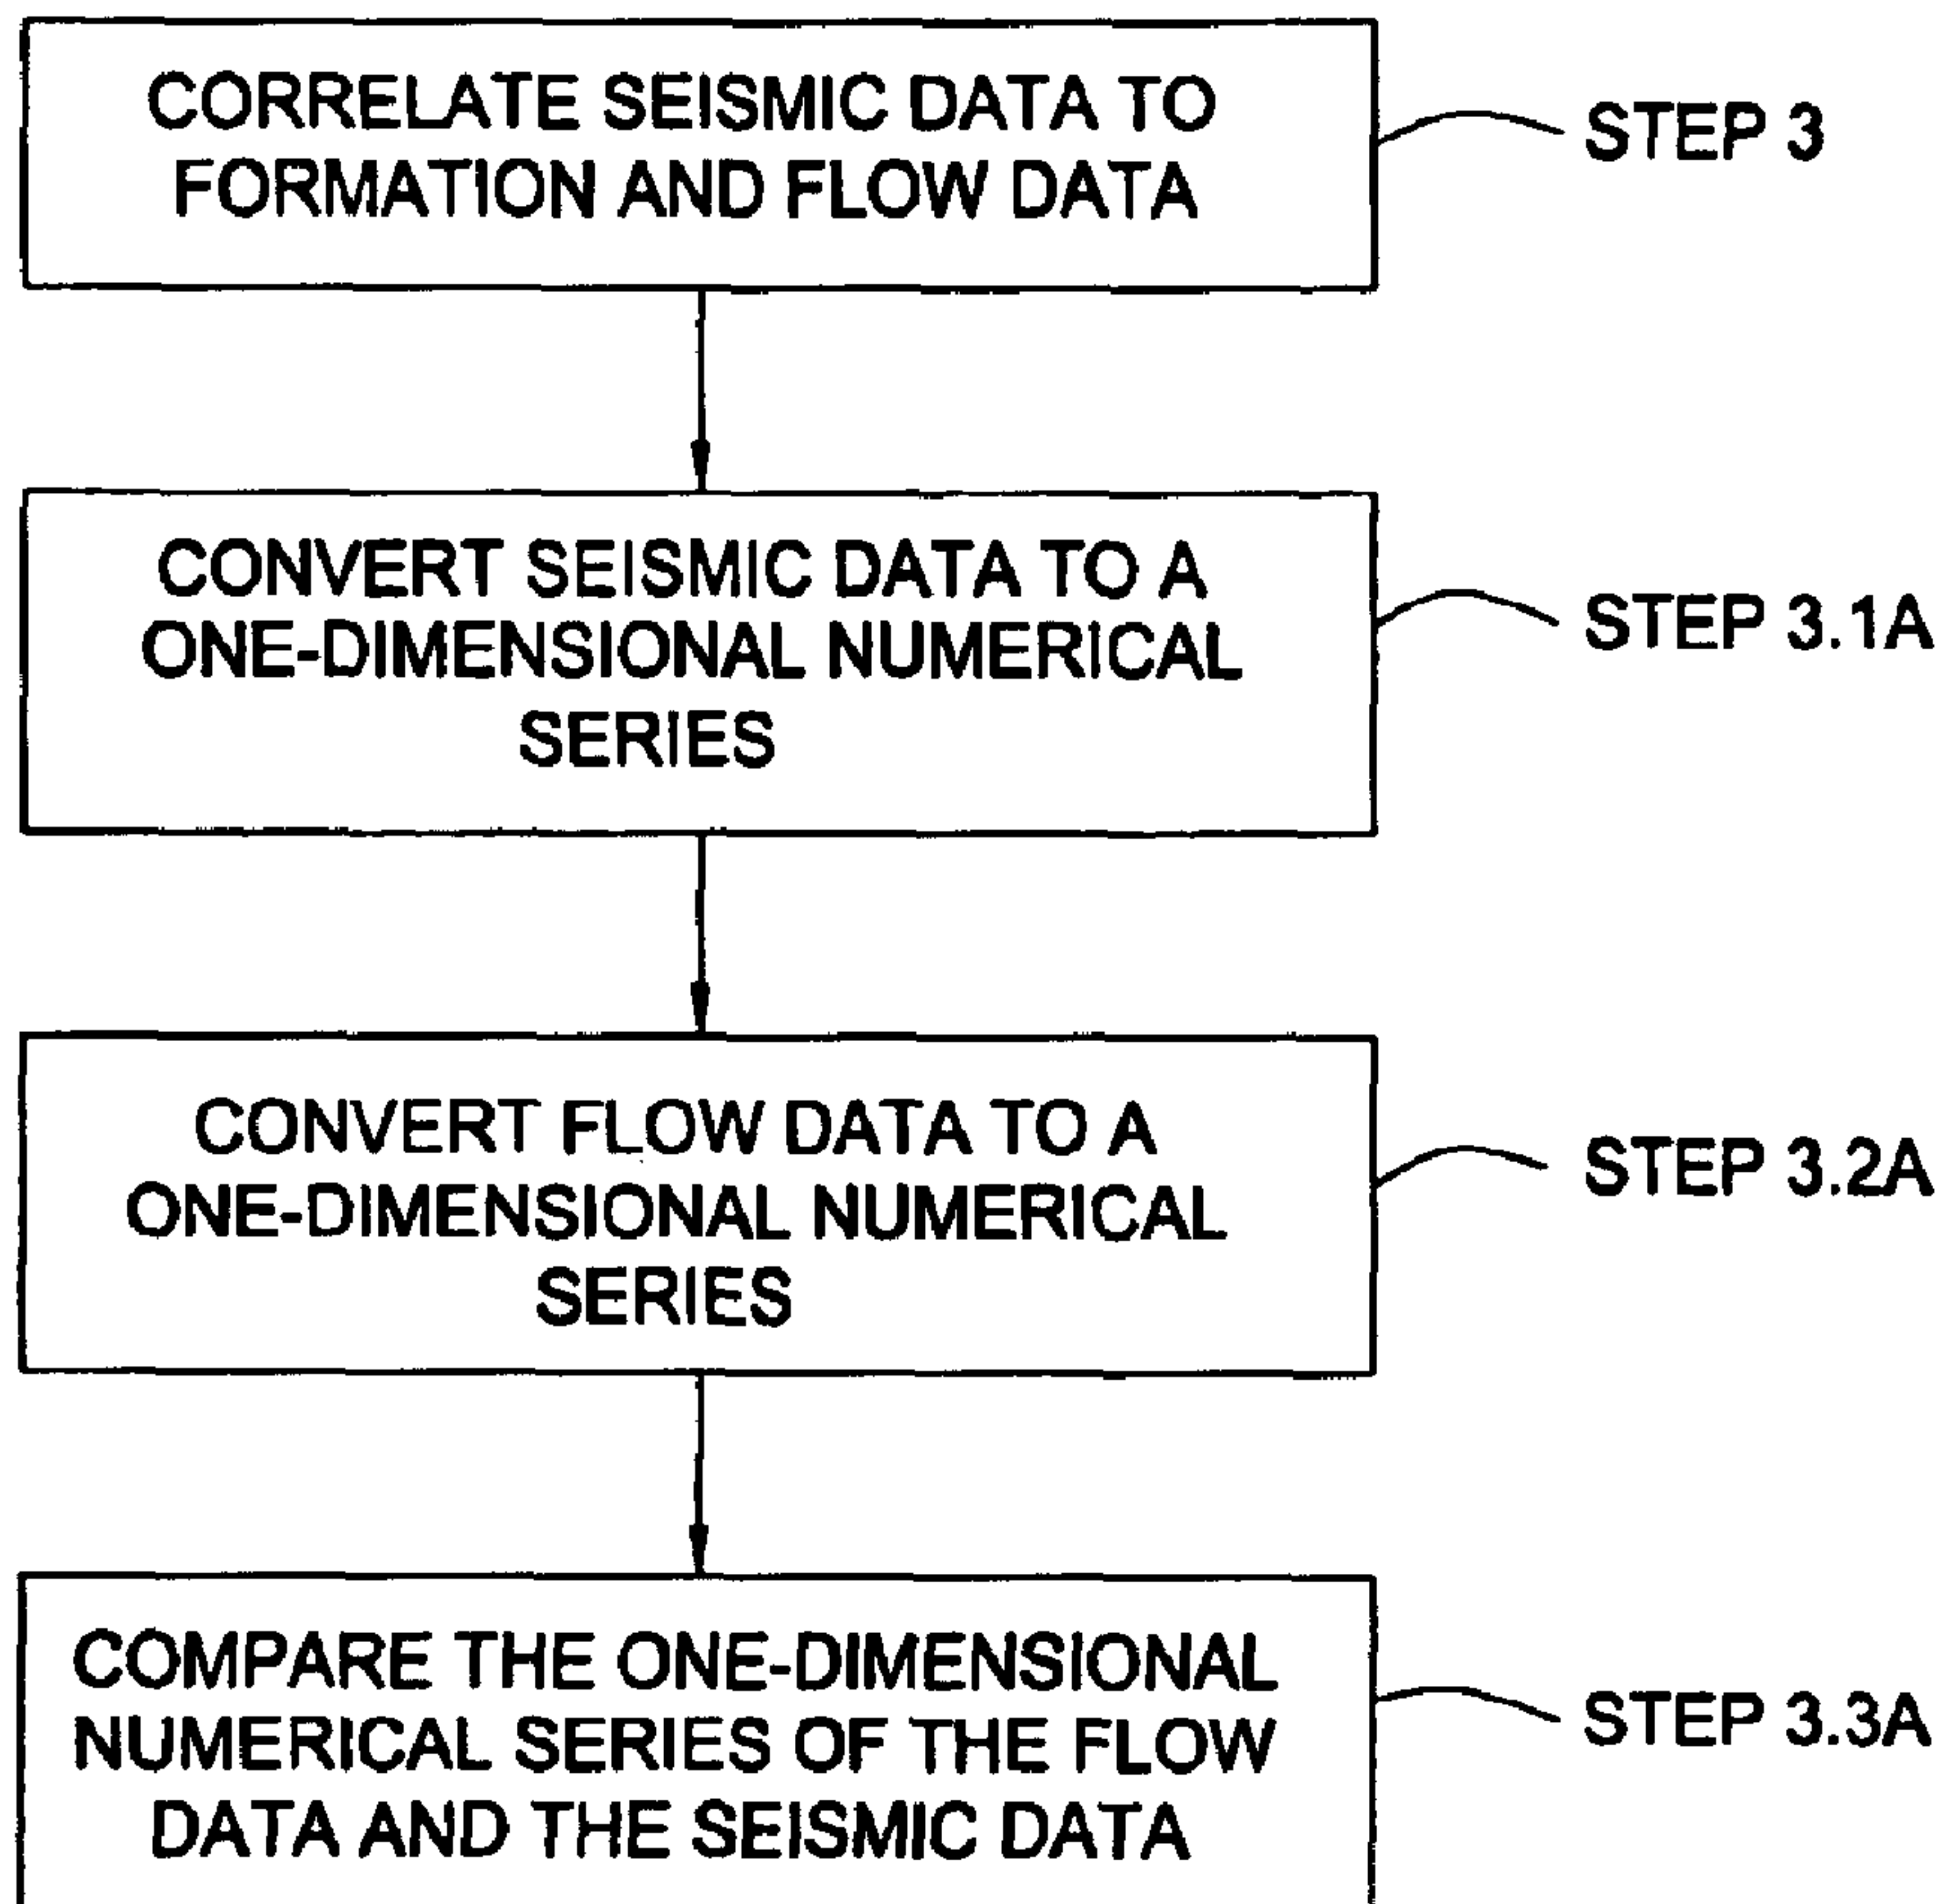 CORRELATE SEISMIC DATA TO
FORMATION AND FLOW DATA
STEP 3
CONVERT SEISMIC DATA TO A
ONE-DIMENSIONAL NUMERICAL
SERIES
STEP 3.1A
CONVERT FLOW DATA TO A
ONE-DIMENSIONAL NUMERICAL
SERIES
STEP 3.2A
COMPARE THE ONE-DIMENSIONAL
NUMERICAL SERIES OF THE FLOW
DATA AND THE SEISMIC DATA
STEP 3.3A